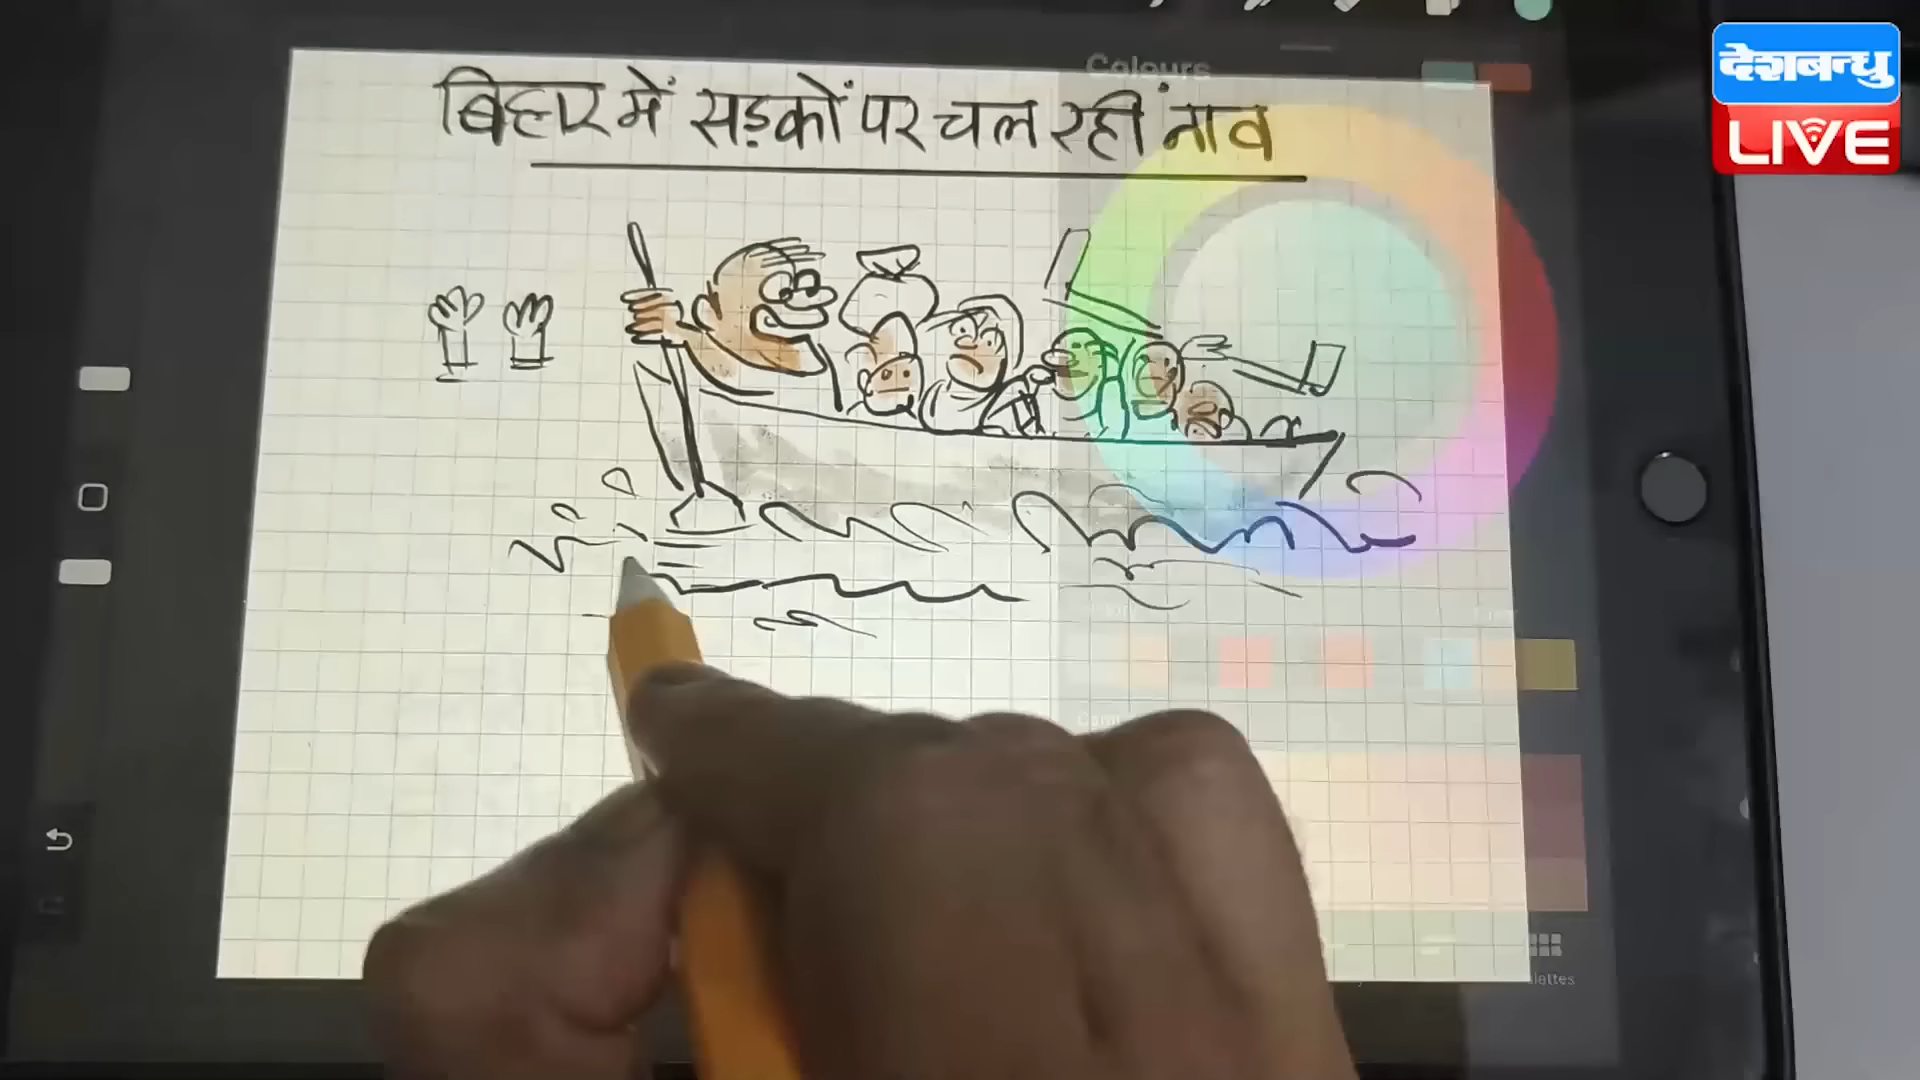 बिहार में सड़कों पर चल रहीं नाव
Colours
देशबन्धु
LIVE